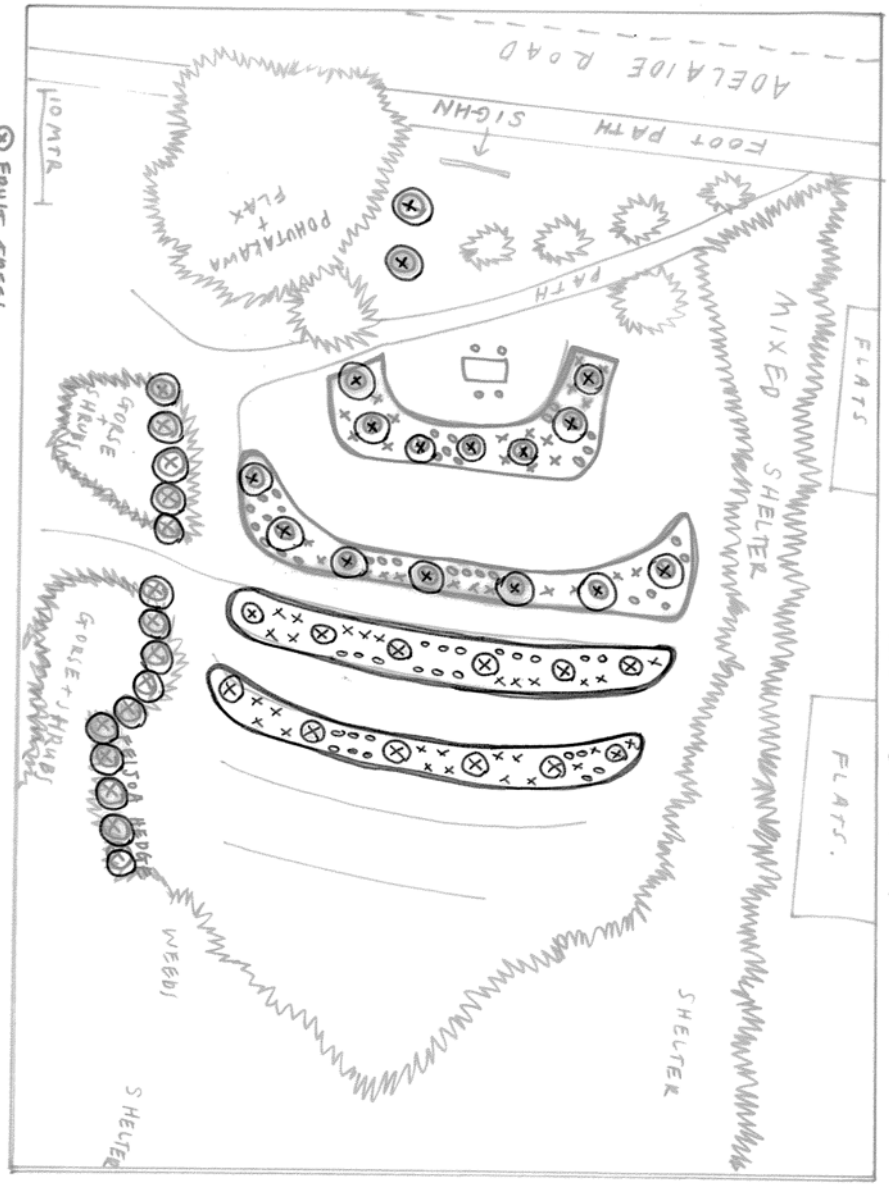 ADELAIDE ROAD
FOOT PATH
SIGHN
10 MTR
POHUTAKAWA
+
FLAX
PATH
MIXED SHELTER
FLATS
GORSE
+
SHRUBS
GORSE + SHRUBS
FEIJOA HEDGE
FLATS.
WEEDS
SHELTER
SHELTER